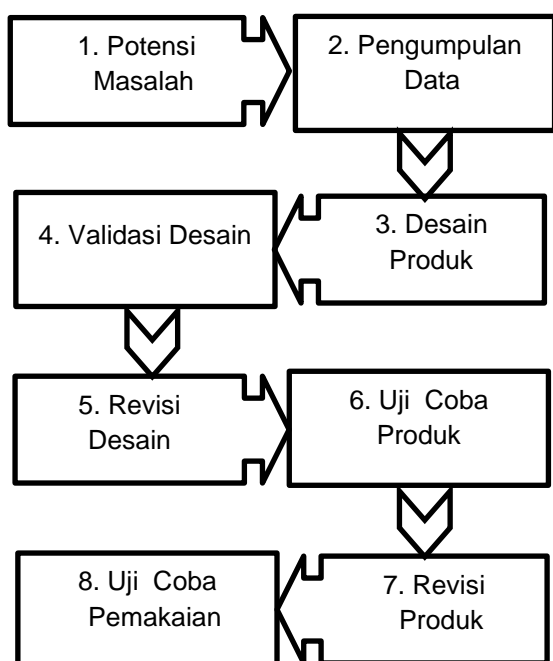 1. Potensi
Masalah
2. Pengumpulan
Data
3. Desain
Produk
4. Validasi Desain
5. Revisi
Desain
6. Uji Coba
Produk
7. Revisi
Produk
8. Uji Coba
Pemakaian